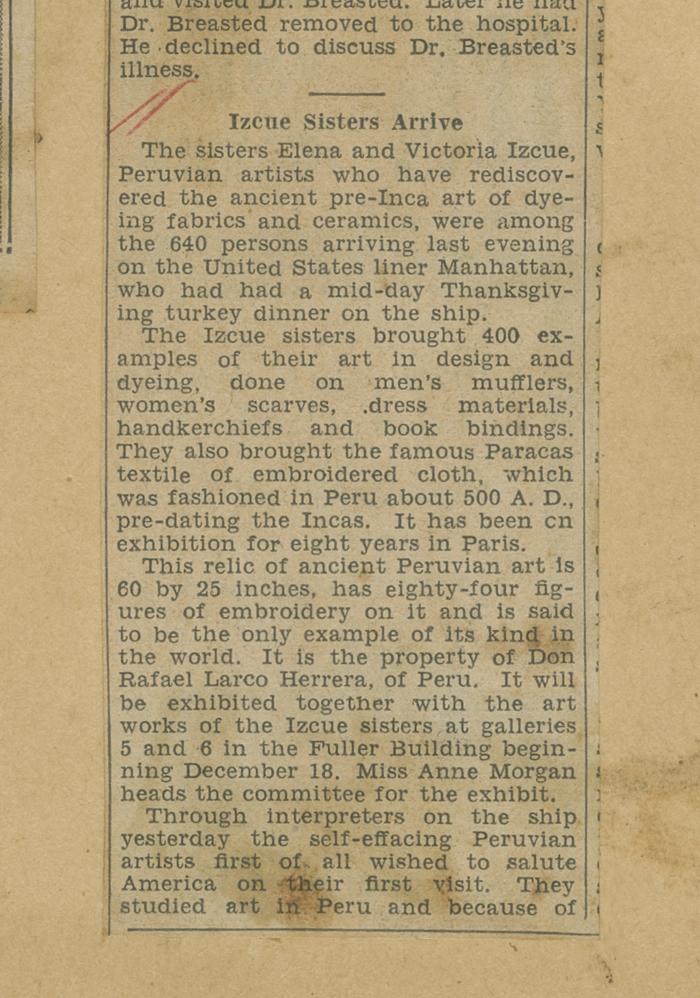 and visited Dr. Breasted. Later he had
Dr. Breasted removed to the hospital.
He declined to discuss Dr. Breasted's
illness.
Izcue Sisters Arrive
The sisters Elena and Victoria Izcue,
Peruvian artists who have rediscov-
ered the ancient pre-Inca art of dye-
ing fabrics and ceramics, were among
the 640 persons arriving last evening
on the United States liner Manhattan,
who had had a mid-day Thanksgiv-
ing turkey dinner on the ship.
The Izcue sisters brought 400 ex-
amples of their art in design and
dyeing, done on men's mufflers,
women's scarves, .dress materials,
handkerchiefs and book bindings.
They also brought the famous Paracas
textile of embroidered cloth, which
was fashioned in Peru about 500 A. D.,
pre-dating the Incas. It has been cn
exhibition for eight years in Paris.
This relic of ancient Peruvian art is
60 by 25 inches, has eighty-four fig-
ures of embroidery on it and is said
to be the only example of its kind in
the world. It is the property of Don
Rafael Larco Herrera, of Peru. It will
be exhibited together with the art
works of the Izcue sisters at galleries
5 and 6 in the Fuller Building begin-
ning December 18. Miss Anne Morgan
heads the committee for the exhibit.
Through interpreters on the ship
yesterday the self-effacing Peruvian
artists first of all wished to salute
America on their first visit. They
studied art in Peru and because of